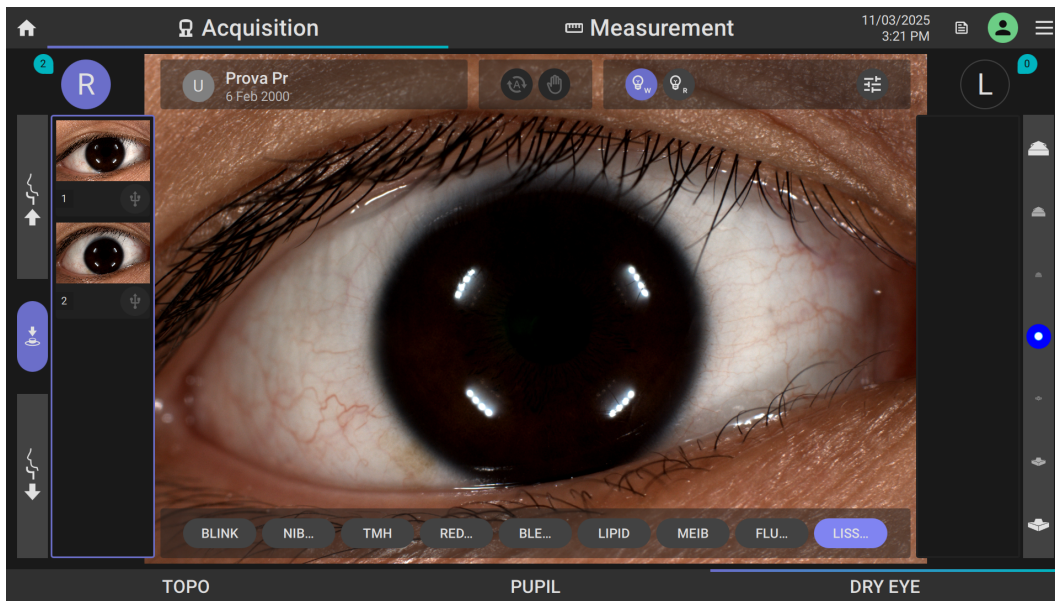 Acquisition
Measurement
11/03/2025
3:21 PM
2
R
U
Prova Pr
6 Feb 2000
A
W
R
L
0
1
2
BLINK
NIB...
TMH
RED...
BLE...
LIPID
MEIB
FLU...
LISS...
TOPO
PUPIL
DRY EYE